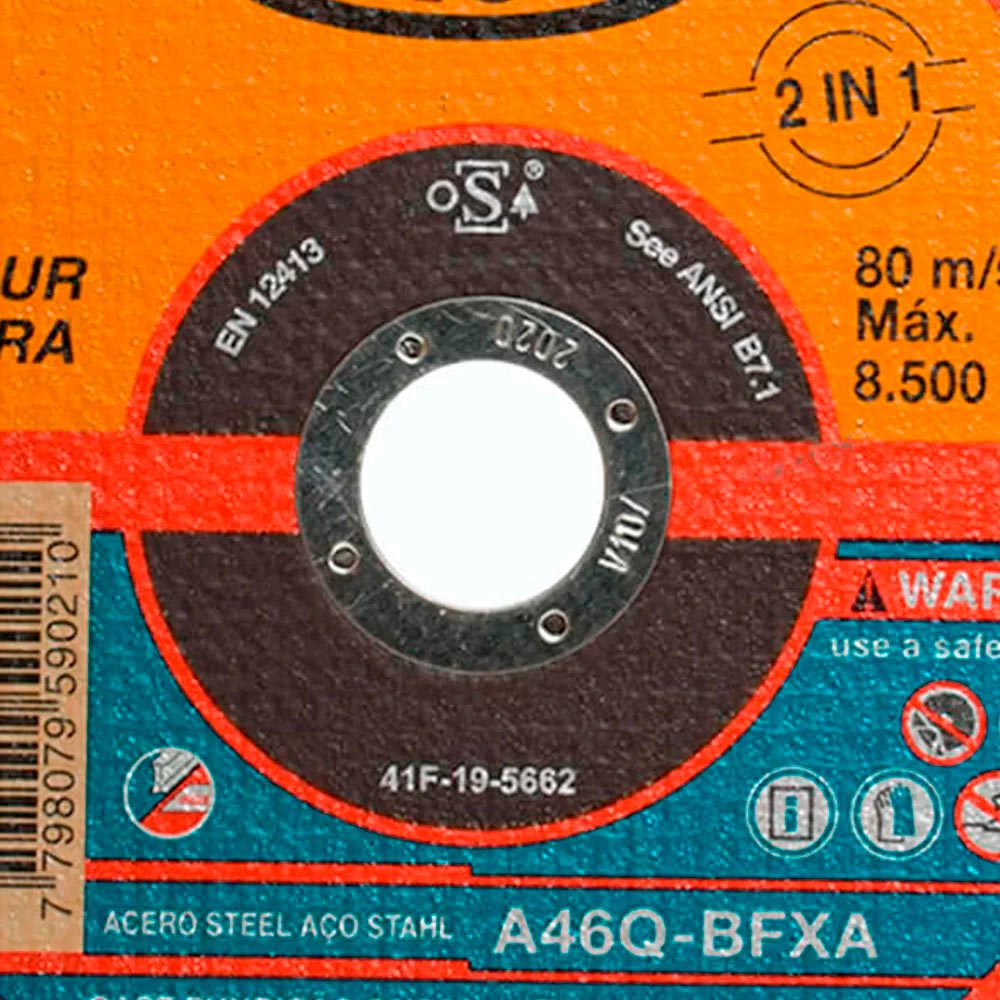 2 IN 1
oSA®
EN 12413
See ANSI B7.1
UR
RA
80 m/
Máx.
8.500
2020
V10/
WAR
use a safe
7 798079 590210
41F-19-5662
ACERO STEEL AÇO STAHL
A46Q-BFXA